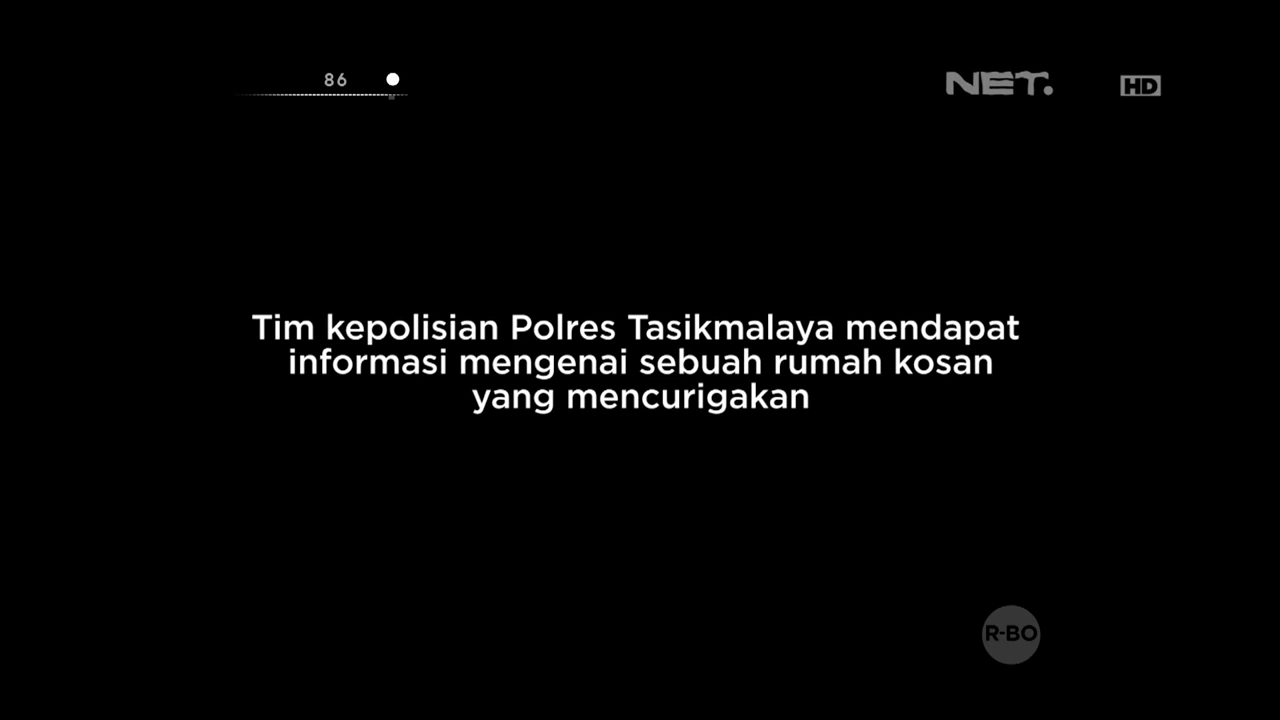 86
NET.
HD
Tim kepolisian Polres Tasikmalaya mendapat
informasi mengenai sebuah rumah kosan
yang mencurigakan
R-BO